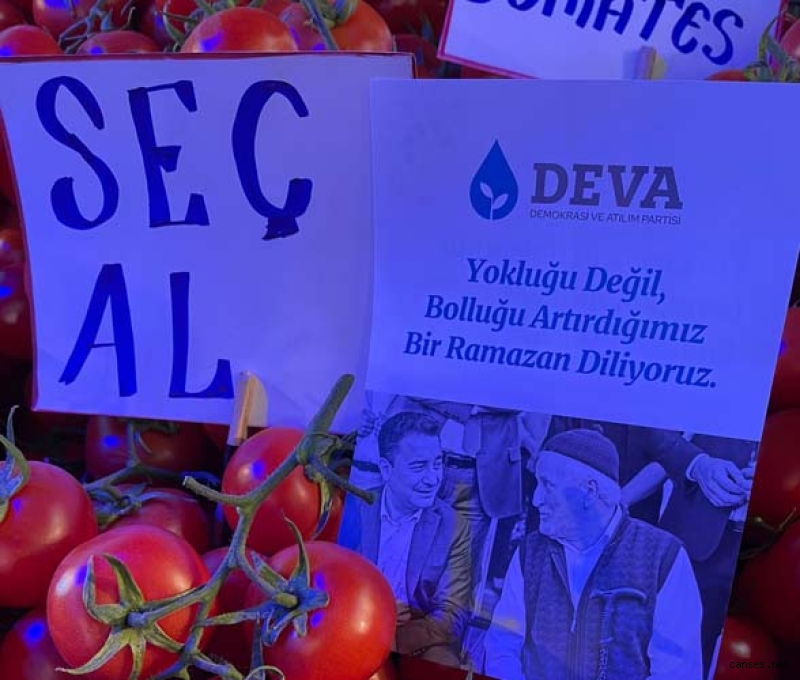 DOMATES
SEÇ
AL
DEVA
DEMOKRASİ VE ATILIM PARTİSİ
Yokluğu Değil,
Bolluğu Artırdığımız
Bir Ramazan Diliyoruz.